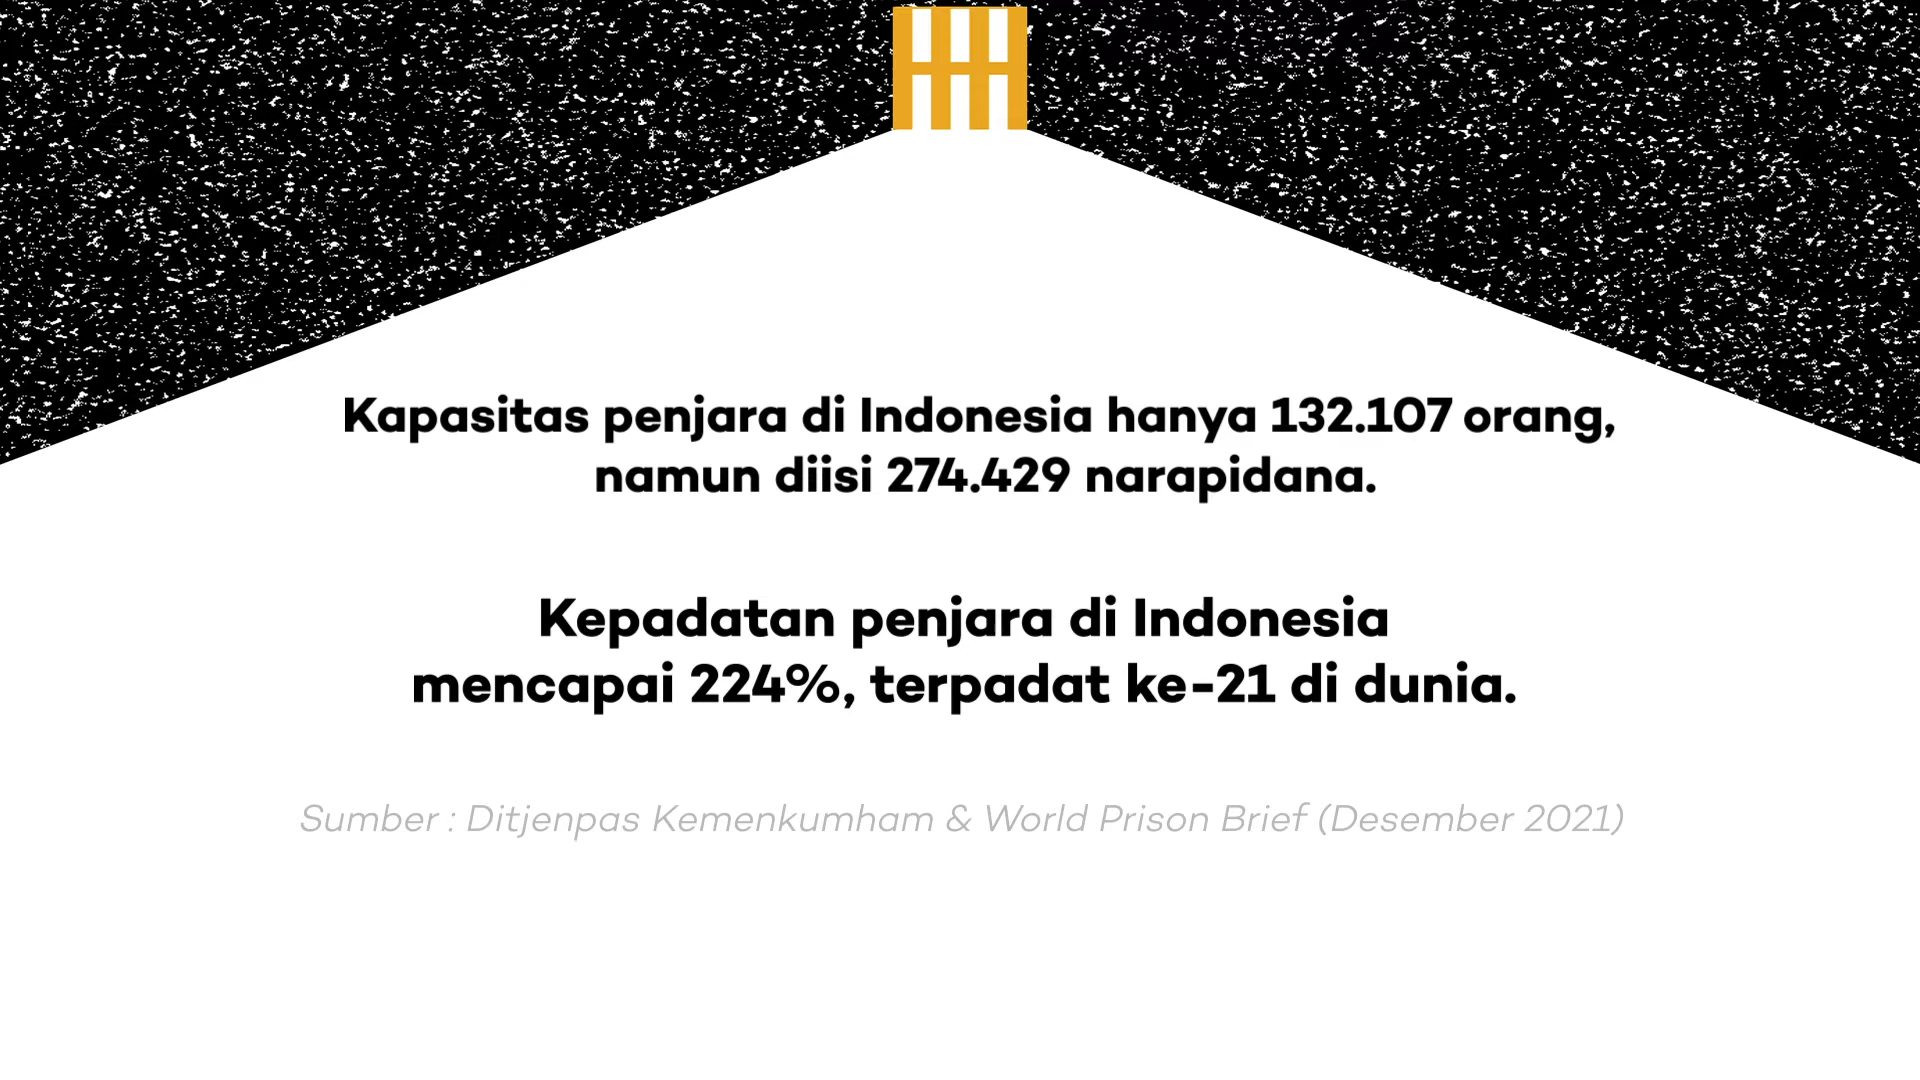 Kapasitas penjara di Indonesia hanya 132.107 orang,
namun diisi 274.429 narapidana.
Kepadatan penjara di Indonesia
mencapai 224%, terpadat ke-21 di dunia.
Sumber : Ditjenpas Kemenkumham & World Prison Brief (Desember 2021)